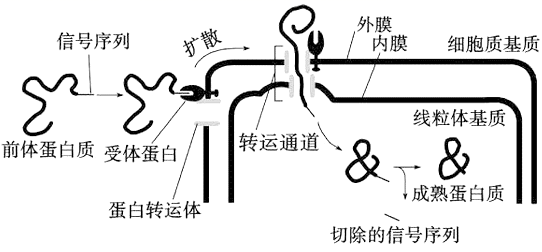 信号序列
扩散
外膜
内膜
细胞质基质
前体蛋白质
受体蛋白
转运通道
线粒体基质
蛋白转运体
成熟蛋白质
切除的信号序列